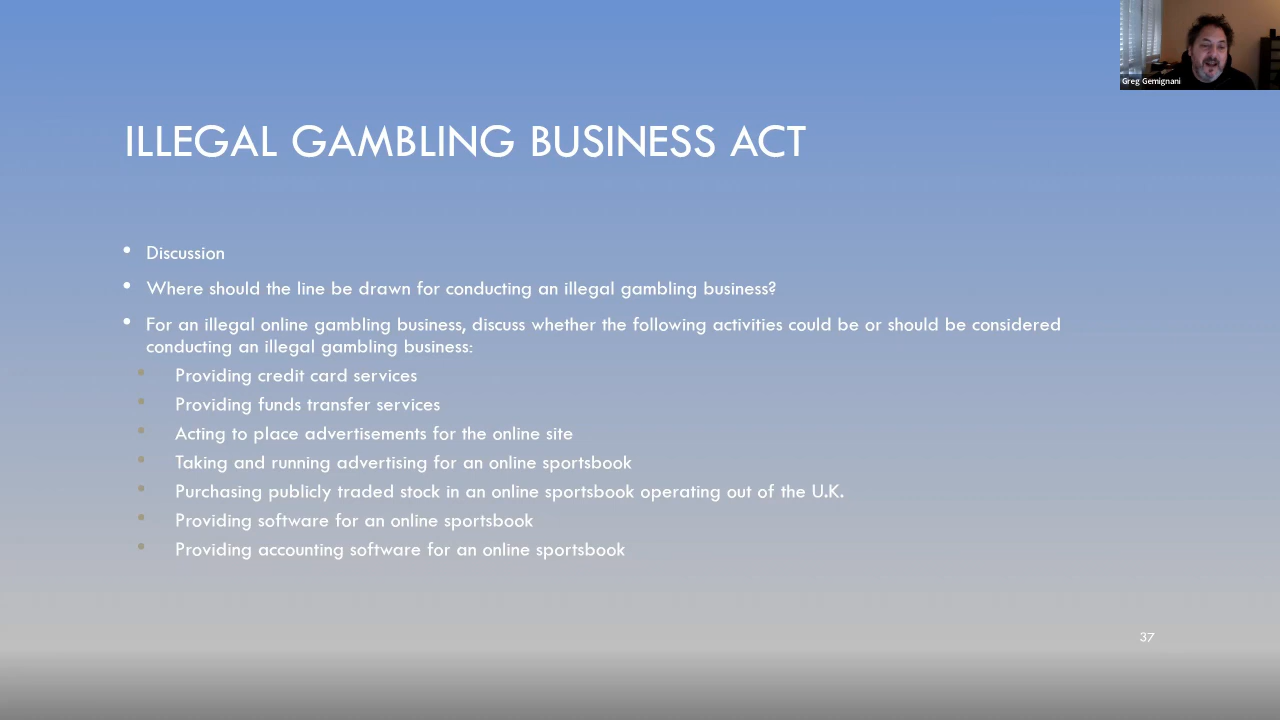 Greg Gemignani
ILLEGAL GAMBLING BUSINESS ACT
• Discussion
• Where should the line be drawn for conducting an illegal gambling business?
• For an illegal online gambling business, discuss whether the following activities could be or should be considered
conducting an illegal gambling business:
• Providing credit card services
• Providing funds transfer services
• Acting to place advertisements for the online site
• Taking and running advertising for an online sportsbook
• Purchasing publicly traded stock in an online sportsbook operating out of the U.K.
• Providing software for an online sportsbook
• Providing accounting software for an online sportsbook
37